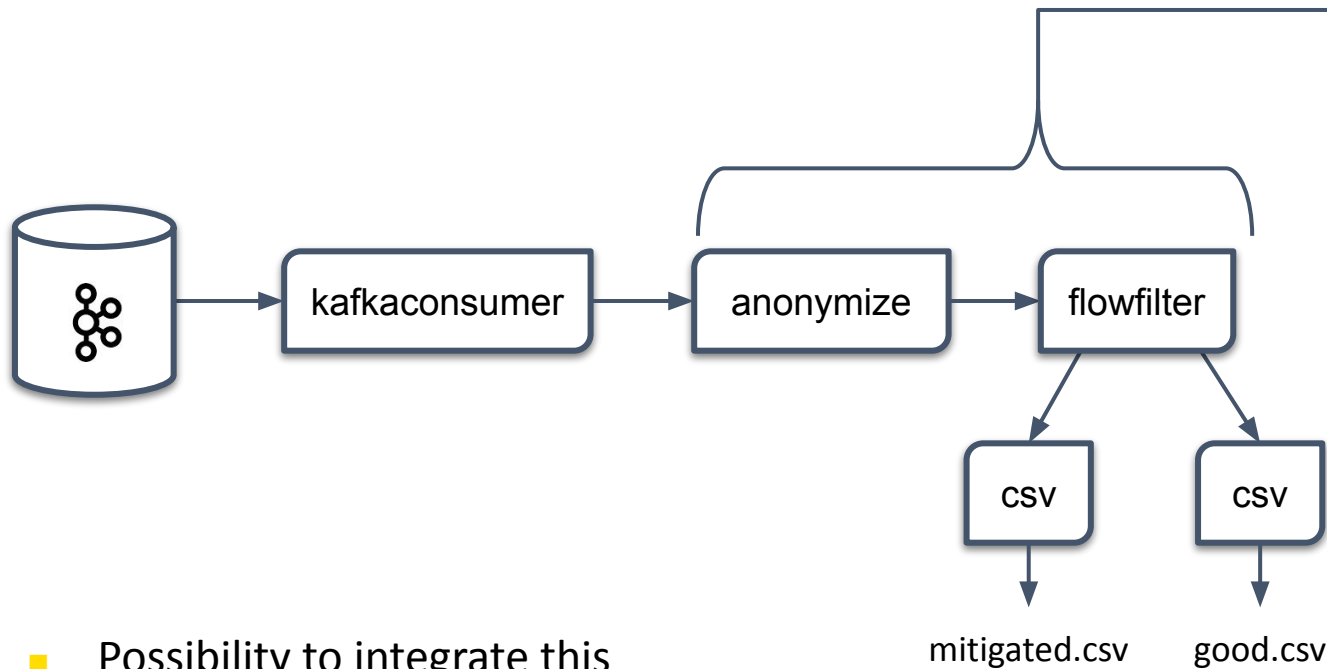 kafkaconsumer
anonymize
flowfilter
csv
csv
mitigated.csv
good.csv
Possibility to integrate this